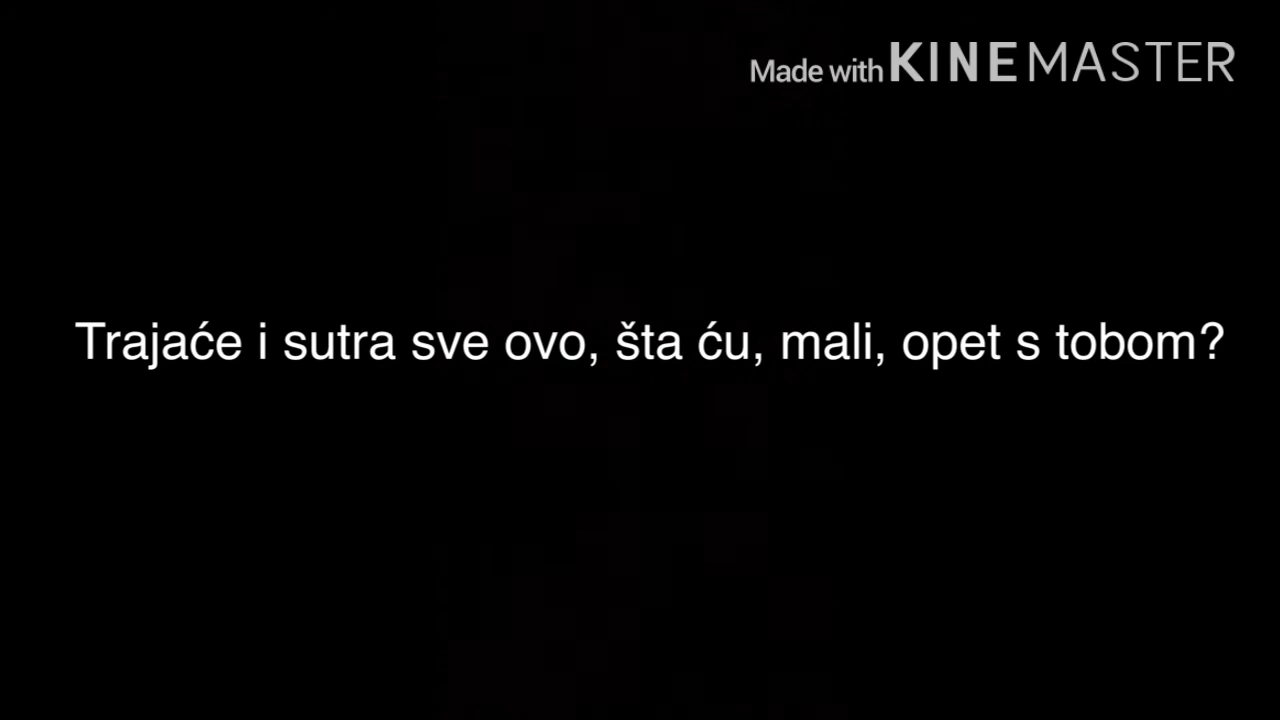 Made with KINEMASTER
Trajaće i sutra sve ovo, šta ću, mali, opet s tobom?